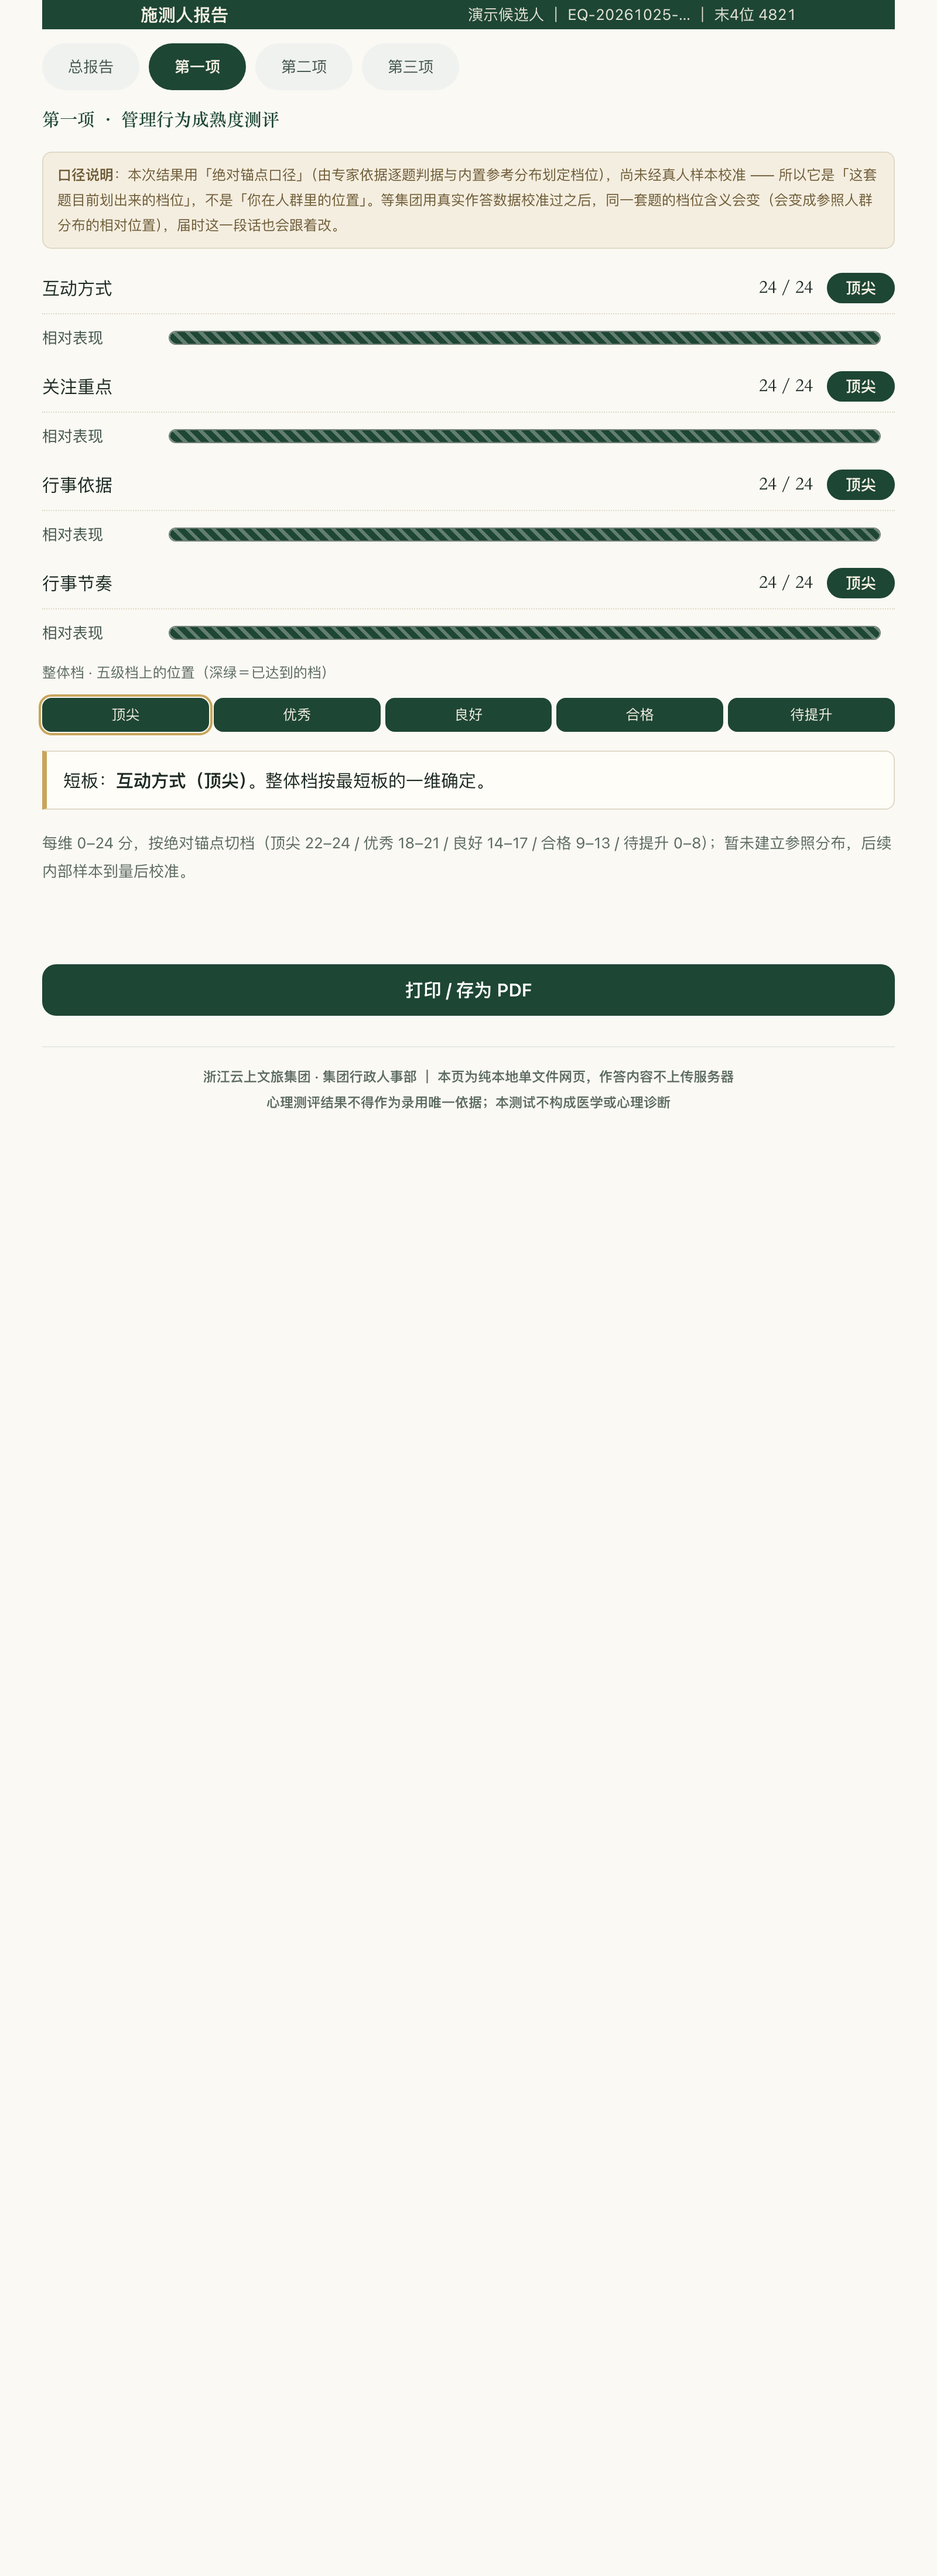 施测人报告
演示候选人 | EQ-20261025-... | 末4位 4821
总报告 第一项 第二项 第三项
第一项 · 管理行为成熟度测评
口径说明：本次结果用「绝对锚点口径」（由专家依据逐题判据与内置参考分布划定档位），尚未经真人样本校准 —— 所以它是「这套
题目前划出来的档位」，不是「你在人群里的位置」。等集团用真实作答数据校准过之后，同一套题的档位含义会变（会变成参照人群
分布的相对位置），届时这一段话也会跟着改。
互动方式 24 / 24 顶尖
相对表现
关注重点 24 / 24 顶尖
相对表现
行事依据 24 / 24 顶尖
相对表现
行事节奏 24 / 24 顶尖
相对表现
整体档 · 五级档上的位置（深绿＝已达到的档）
顶尖 优秀 良好 合格 待提升
短板：互动方式（顶尖）。整体档按最短板的一维确定。
每维 0–24 分，按绝对锚点切档（顶尖 22–24 / 优秀 18–21 / 良好 14–17 / 合格 9–13 / 待提升 0–8）；暂未建立参照分布，后续
内部样本到量后校准。
打印 / 存为 PDF
浙江云上文旅集团 · 集团行政人事部 | 本页为纯本地单文件网页，作答内容不上传服务器
心理测评结果不得作为录用唯一依据；本测试不构成医学或心理诊断